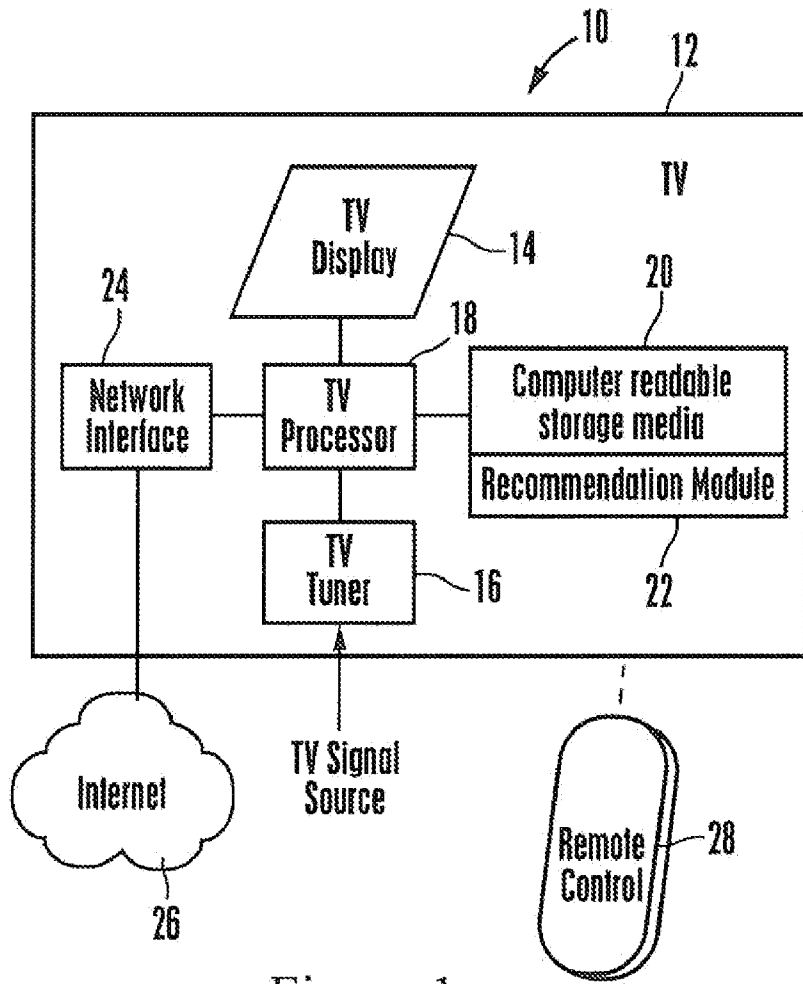 10
12
TV
TV
Display
14
24
18
20
Network
Interface
TV
Processor
Computer readable
storage media
Recommendation Module
TV
Tuner
16
22
Internet
TV Signal
Source
Remote
Control
28
26